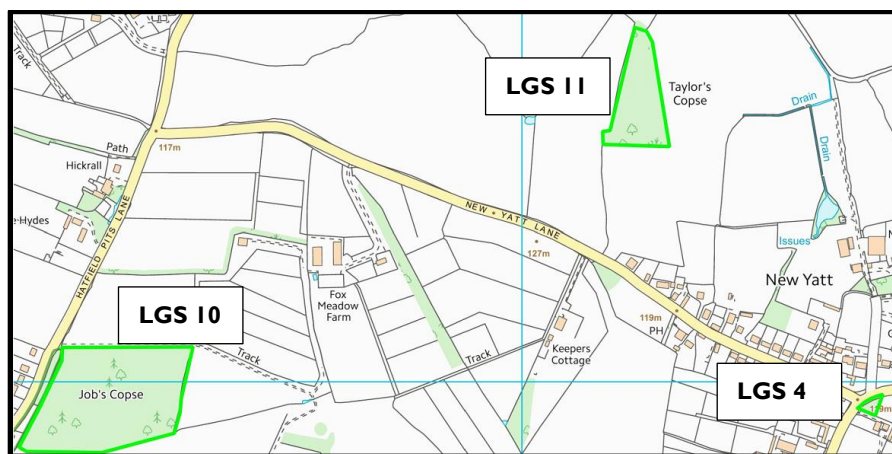 Track
LGS 11
Taylor's
Copse
Drain
Drain
Path
117m
Hickrall
Hydes
HATFIELD PITS LANE
NEW YATT LANE
127m
Issues
New Yatt
Fox
Meadow
Farm
LGS 10
119m
PH
Keepers
Cottage
Track
Track
Job's Copse
LGS 4
119m